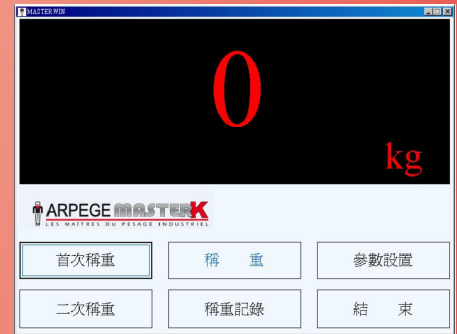 MASTER WIN
0
kg
ARPEGE MASTERK
LES MAITRES DU PESAGE INDUSTRIEL
首次稱重 稱 重 參數設置
二次稱重 稱重記錄 結 束